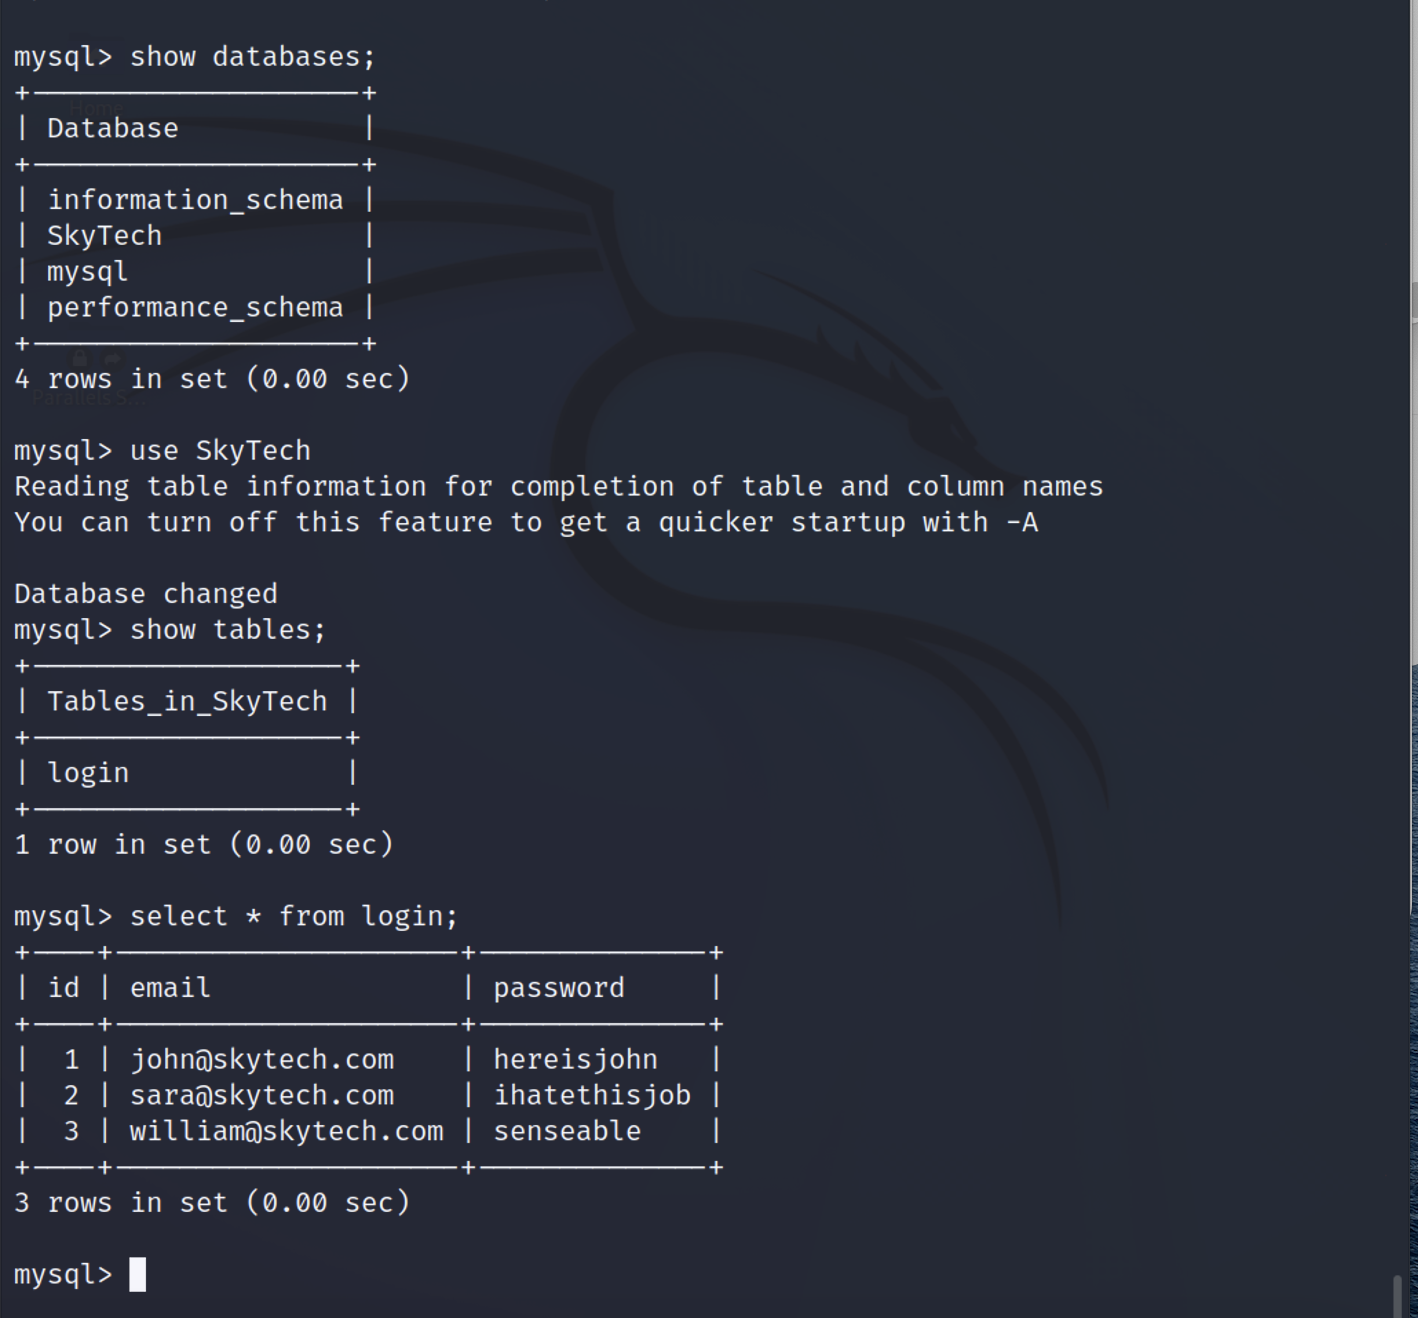 mysql> show databases;
+--------------------+
| Database           |
+--------------------+
| information_schema |
| SkyTech            |
| mysql              |
| performance_schema |
+--------------------+
4 rows in set (0.00 sec)
mysql> use SkyTech
Reading table information for completion of table and column names
You can turn off this feature to get a quicker startup with -A
Database changed
mysql> show tables;
+-------------------+
| Tables_in_SkyTech |
+-------------------+
| login             |
+-------------------+
1 row in set (0.00 sec)
mysql> select * from login;
+----+---------------------+--------------+
| id | email               | password     |
+----+---------------------+--------------+
|  1 | john@skytech.com    | hereisjohn   |
|  2 | sara@skytech.com    | ihatethisjob |
|  3 | william@skytech.com | senseable    |
+----+---------------------+--------------+
3 rows in set (0.00 sec)
mysql>
Home
Parallels S...